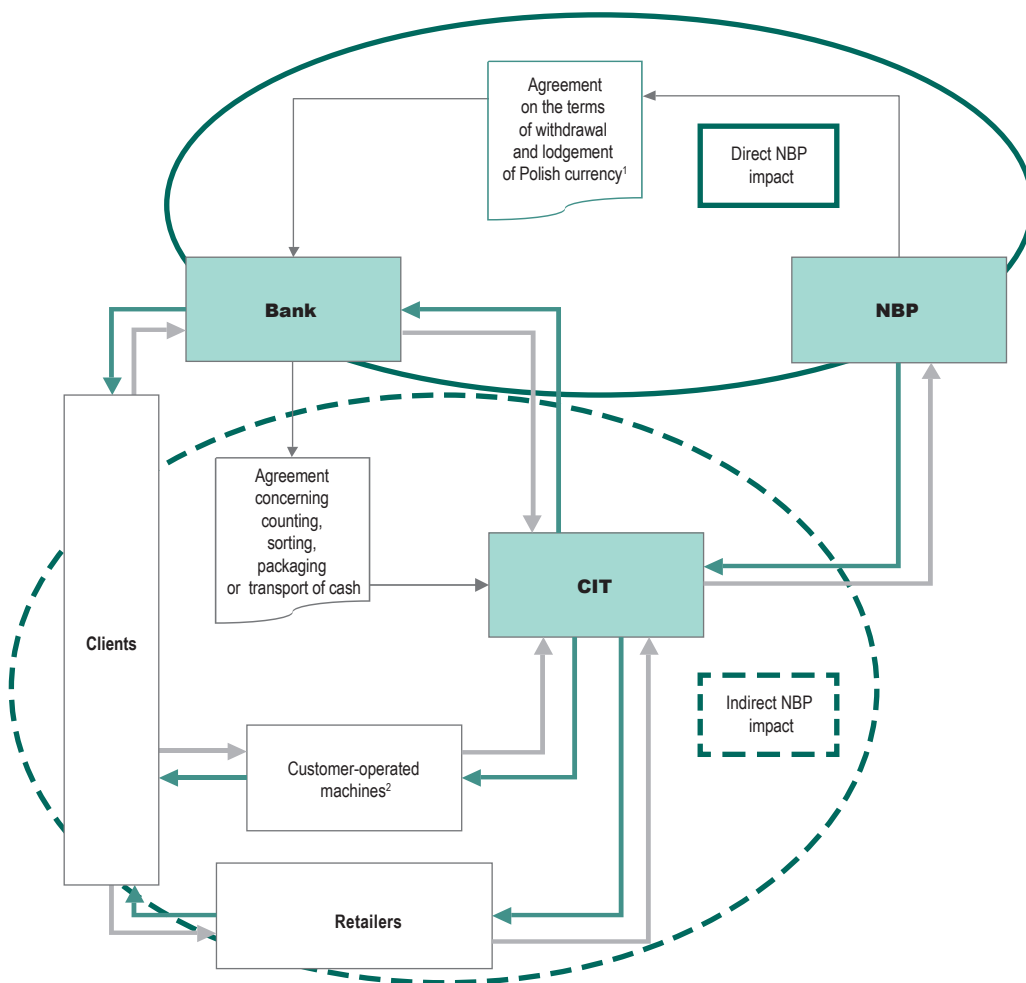 Agreement
on the terms
of withdrawal
and lodgement
of Polish currency¹
Direct NBP
impact
Bank
NBP
Agreement
concerning
counting,
sorting,
packaging
or transport of cash
CIT
Clients
Indirect NBP
impact
Customer-operated
machines²
Retailers